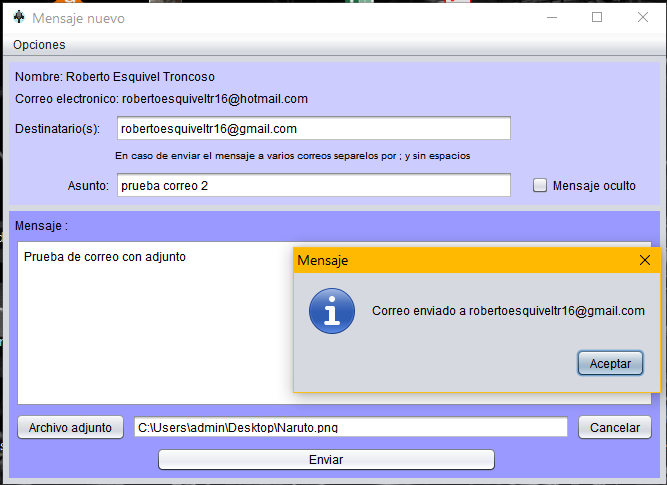 Mensaje nuevo
Opciones
Nombre: Roberto Esquivel Troncoso
Correo electronico: robertoesquiveltr16@hotmail.com
Destinatario(s): robertoesquiveltr16@gmail.com
En caso de enviar el mensaje a varios correos separelos por ; y sin espacios
Asunto: prueba correo 2 Mensaje oculto
Mensaje :
Prueba de correo con adjunto
Mensaje
Correo enviado a robertoesquiveltr16@gmail.com
Aceptar
Archivo adjunto C:\Users\admin\Desktop\Naruto.png Cancelar
Enviar